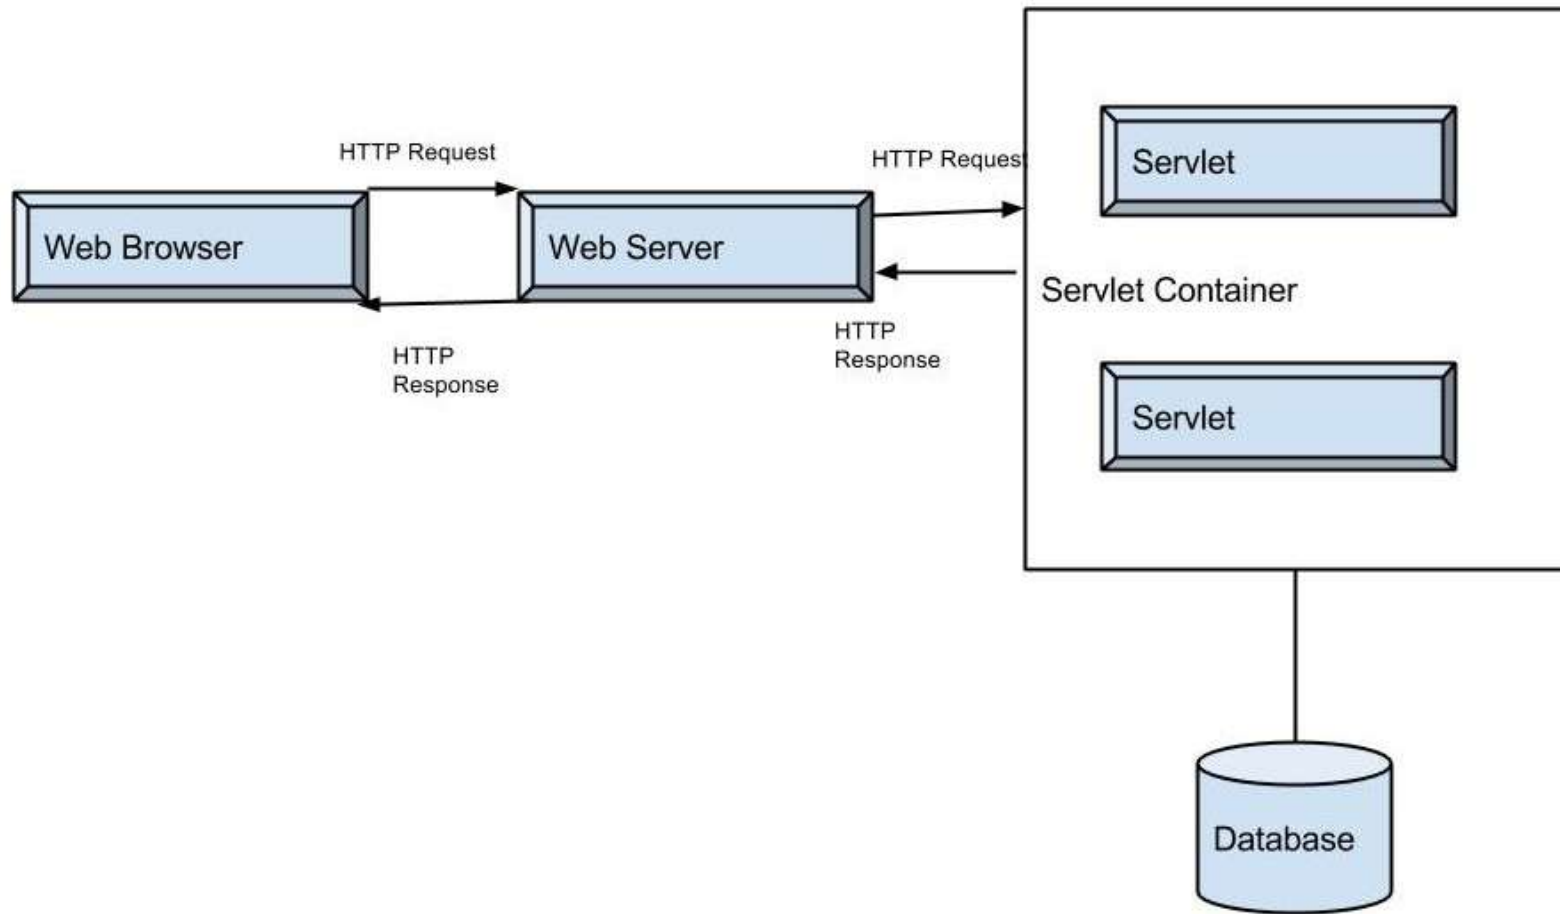 HTTP Request
HTTP Request
Servlet
Web Browser
Web Server
Servlet Container
HTTP
Response
HTTP
Response
Servlet
Database